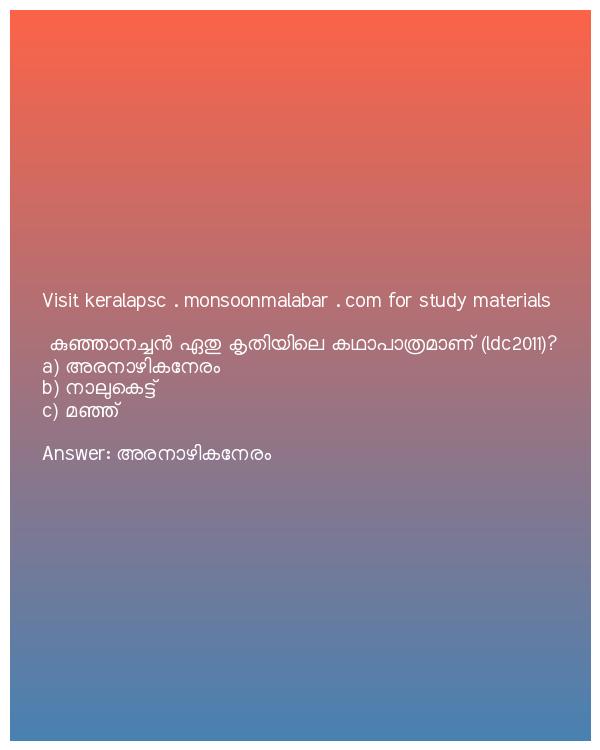 Visit keralapsc . monsoonmalabar . com for study materials
കുഞ്ഞാനച്ചൻ ഏതു കൃതിയിലെ കഥാപാത്രമാണ് (ldc2011)?
a) അരനാഴികനേരം
b) നാലുകെട്ട്
c) മഞ്ഞ്
Answer: അരനാഴികനേരം